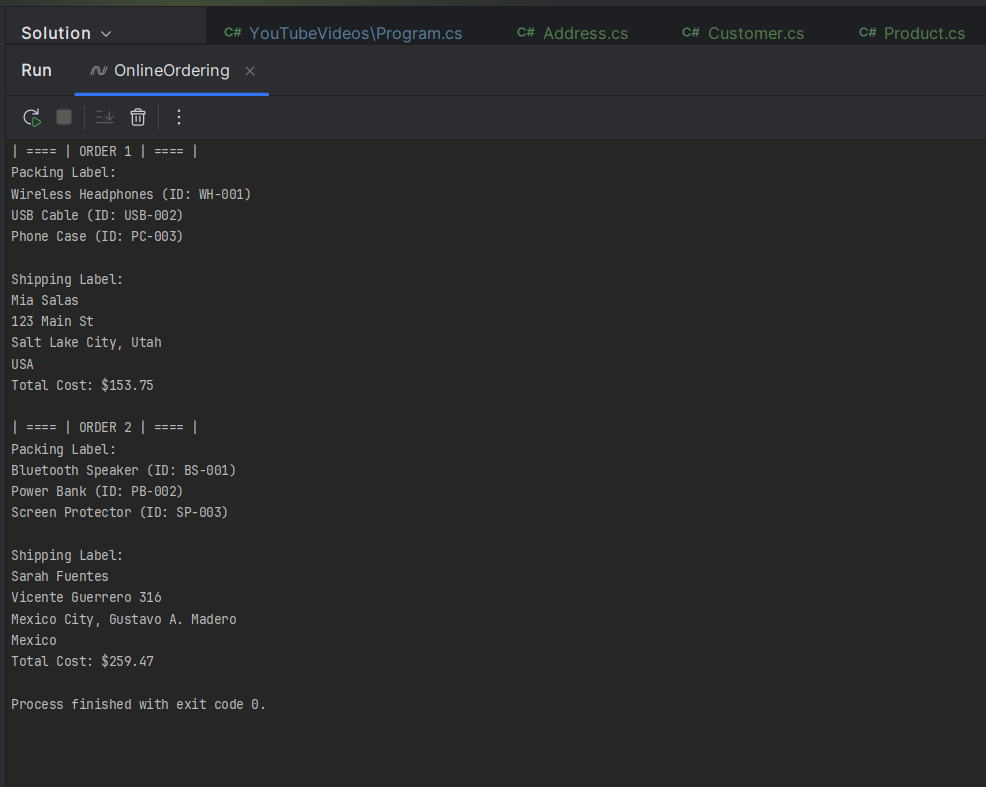 Solution
C# YouTubeVideos\Program.cs
C# Address.cs
C# Customer.cs
C# Product.cs
Run
OnlineOrdering
| ==== | ORDER 1 | ==== |
Packing Label:
Wireless Headphones (ID: WH-001)
USB Cable (ID: USB-002)
Phone Case (ID: PC-003)

Shipping Label:
Mia Salas
123 Main St
Salt Lake City, Utah
USA
Total Cost: $153.75

| ==== | ORDER 2 | ==== |
Packing Label:
Bluetooth Speaker (ID: BS-001)
Power Bank (ID: PB-002)
Screen Protector (ID: SP-003)

Shipping Label:
Sarah Fuentes
Vicente Guerrero 316
Mexico City, Gustavo A. Madero
Mexico
Total Cost: $259.47

Process finished with exit code 0.